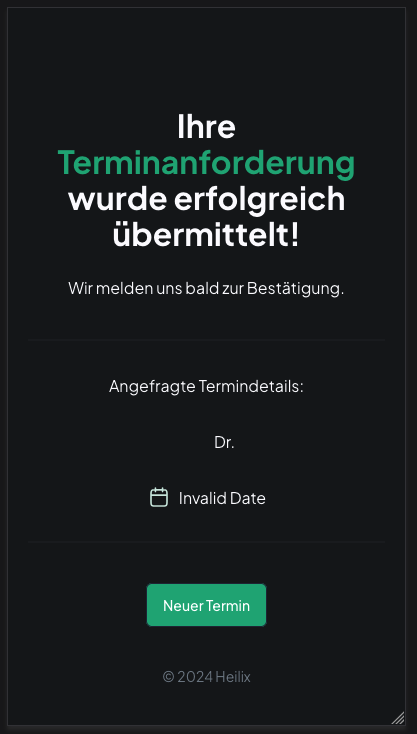 Ihre
Terminanforderung
wurde erfolgreich
übermittelt!
Wir melden uns bald zur Bestätigung.
Angefragte Termindetails:
Dr.
Invalid Date
Neuer Termin
© 2024 Heilix